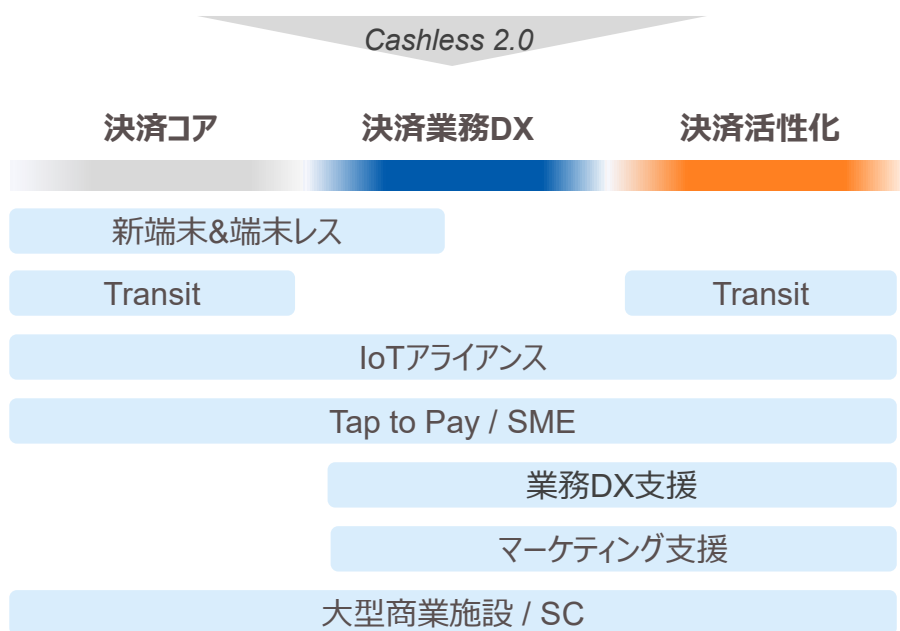 Cashless 2.0
決済コア 決済業務DX 決済活性化
新端末&端末レス
Transit Transit
IoTアライアンス
Tap to Pay / SME
業務DX支援
マーケティング支援
大型商業施設 / SC